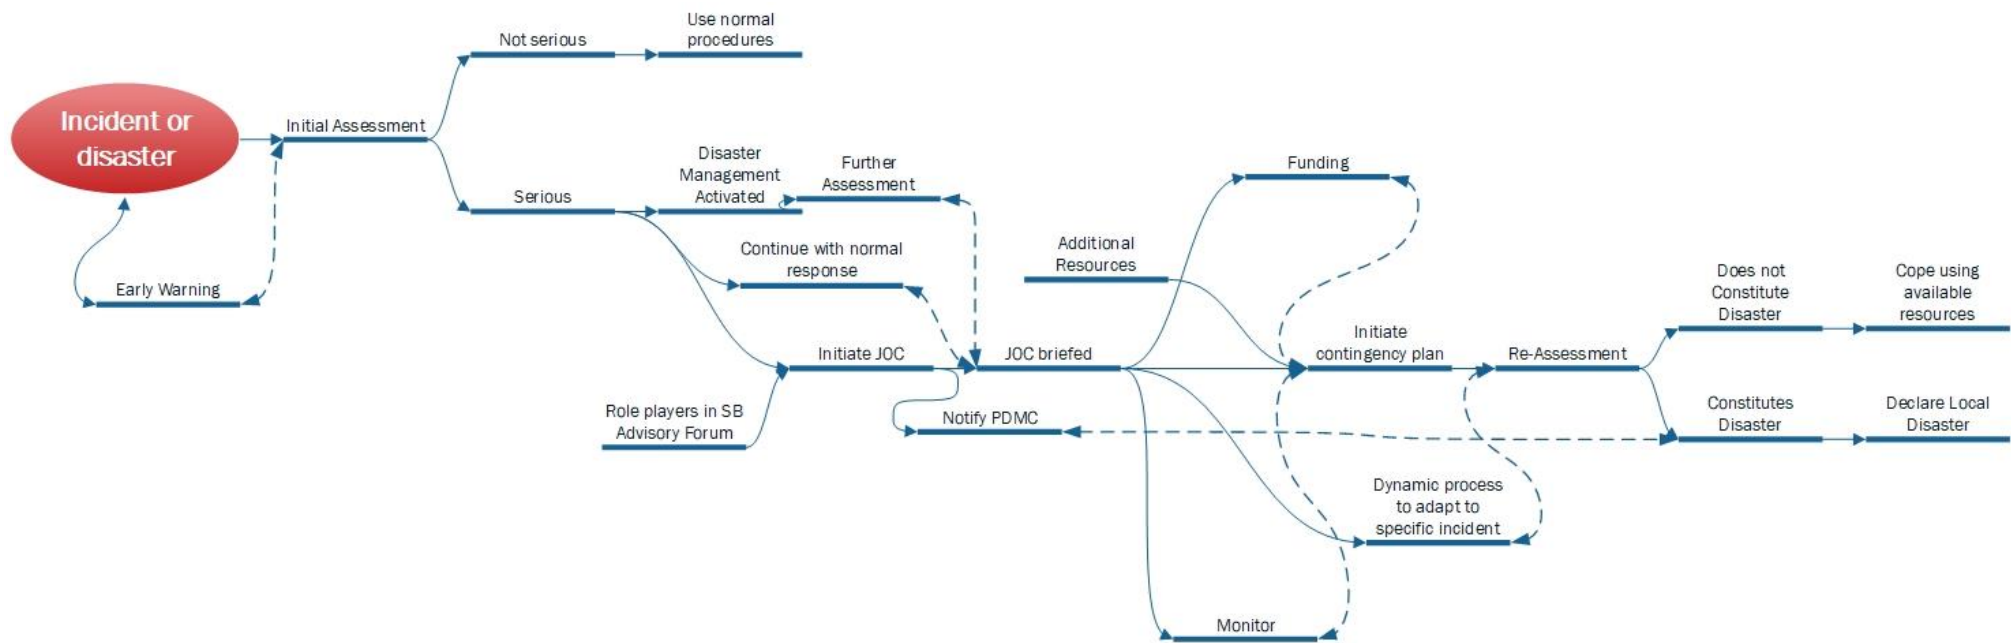 Use normal
procedures
Not serious
Incident or
disaster
Initial Assessment
Disaster
Management
Activated
Further
Assessment
Serious
Funding
Continue with normal
response
Additional
Resources
Early Warning
Does not
Constitute
Disaster
Cope using
available
resources
Initiate JOC
JOC briefed
Initiate
contingency plan
Re-Assessment
Role players in SB
Advisory Forum
Notify PDMC
Constitutes
Disaster
Declare Local
Disaster
Dynamic process
to adapt to
specific incident
Monitor